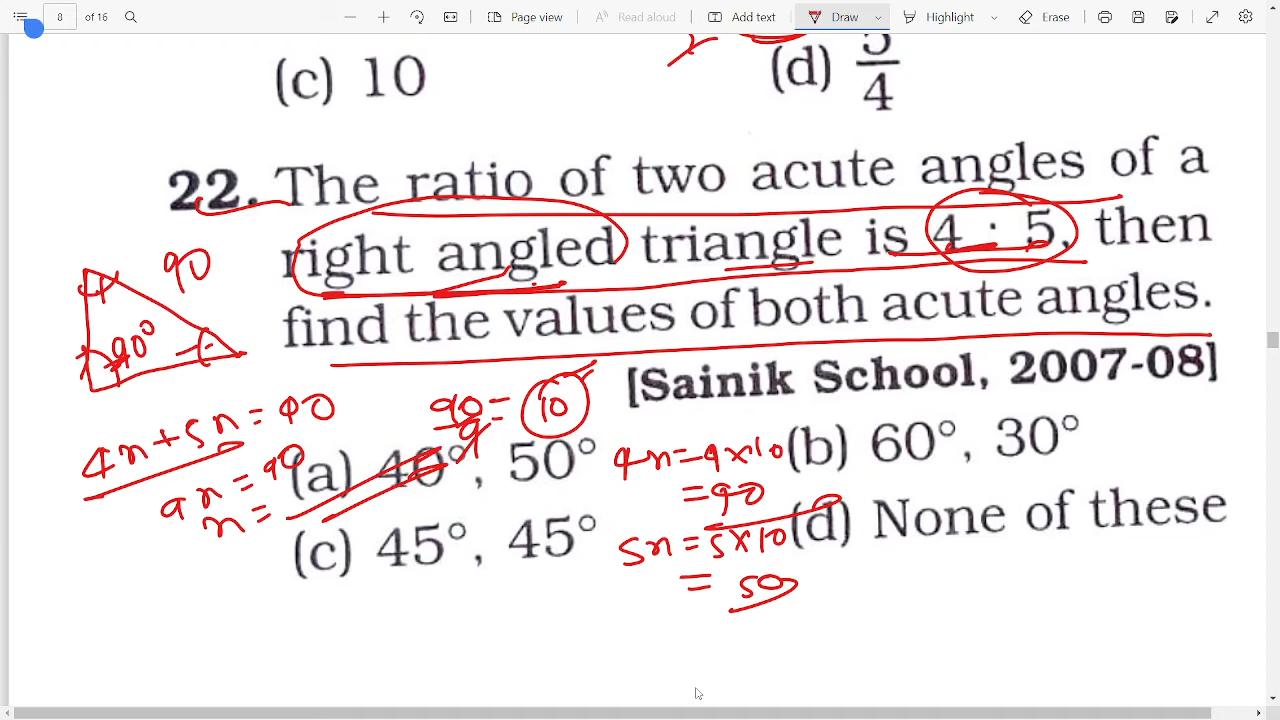 8 of 16 Page view Read aloud Add text Draw Highlight Erase
(c) 10
(d) 5/4
22. The ratio of two acute angles of a
right angled triangle is 4 : 5, then
find the values of both acute angles.
[Sainik School, 2007-08]
(a) 40°, 50°
(b) 60°, 30°
(c) 45°, 45°
(d) None of these
90
90°
4x+5x=90
9x=90
x=
90/9=10
4x=4×10
=40
5x=5×10
=50